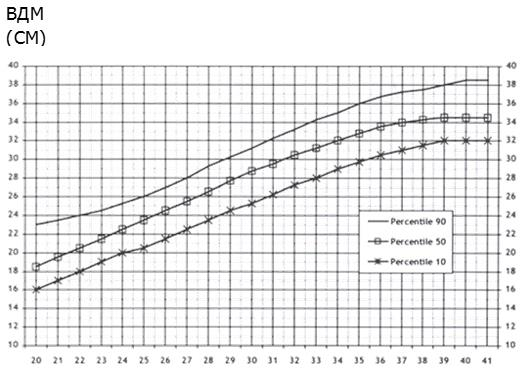 ВДМ
(СМ)
40 40
38 38
36 36
34 34
32 32
30 30
28 28
26 26
24 24
22 22
20 20
18 18
16 16
14 14
12 12
10 10
Percentile 90
Percentile 50
Percentile 10
20 21 22 23 24 25 26 27 28 29 30 31 32 33 34 35 36 37 38 39 40 41